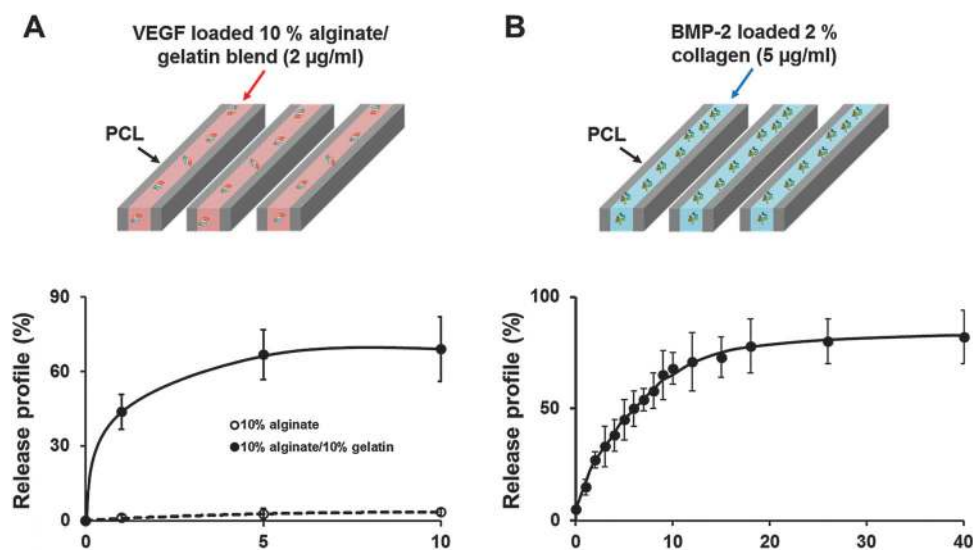 A
VEGF loaded 10 % alginate/
gelatin blend (2 μg/ml)
PCL
Release profile (%)
90
60
30
0
0
5
10
10% alginate
10% alginate/10% gelatin
B
BMP-2 loaded 2 %
collagen (5 μg/ml)
PCL
Release profile (%)
100
50
0
0
10
20
30
40